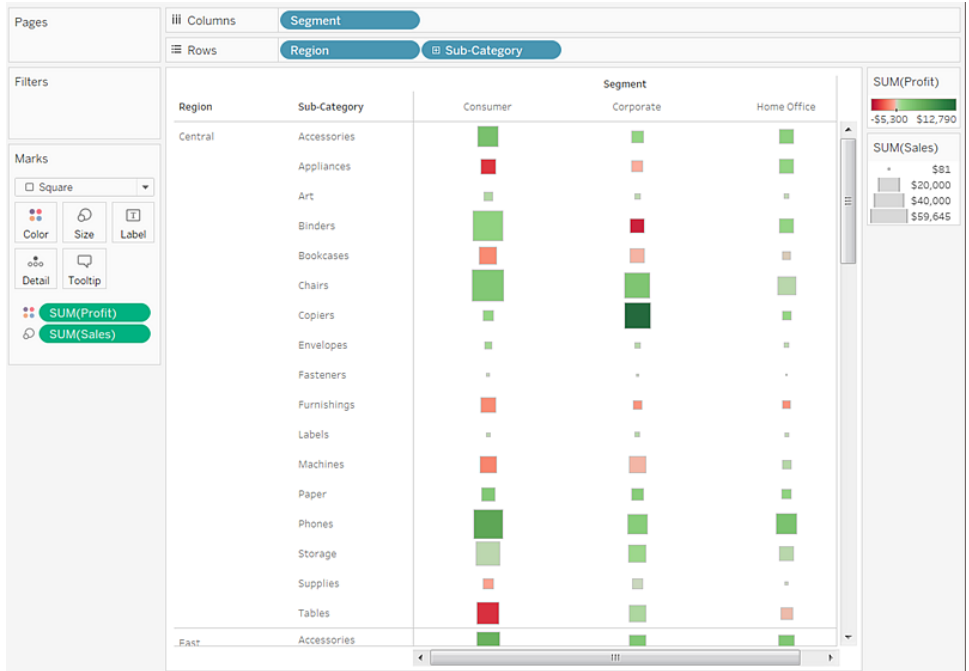 Pages
Columns Segment
Rows Region Sub-Category
Filters
Marks
Square
Color Size Label
Detail Tooltip
SUM(Profit)
SUM(Sales)
Segment
Region Sub-Category Consumer Corporate Home Office
Central Accessories
Appliances
Art
Binders
Bookcases
Chairs
Copiers
Envelopes
Fasteners
Furnishings
Labels
Machines
Paper
Phones
Storage
Supplies
Tables
East Accessories
SUM(Profit)
-$5,300 $12,790
SUM(Sales)
$81
$20,000
$40,000
$59,645